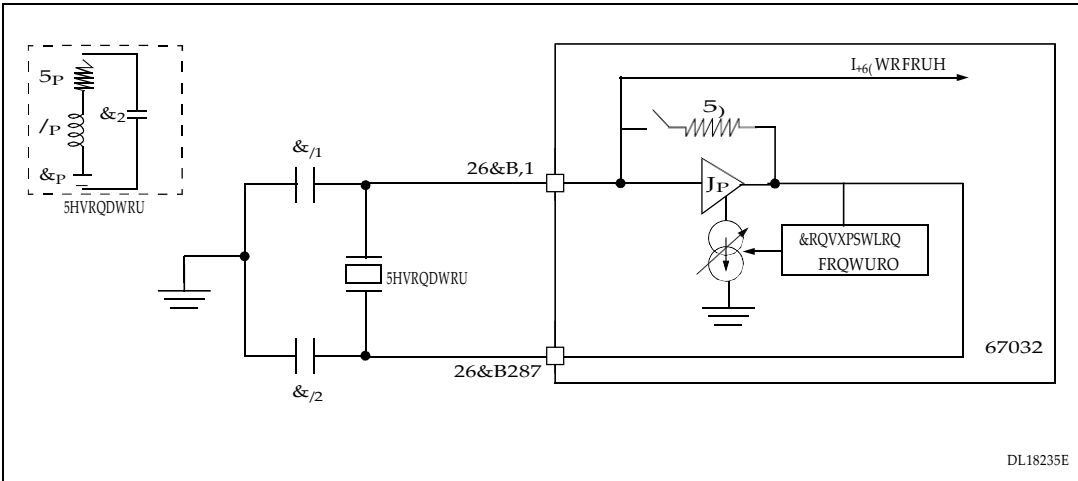 I+6( WRFRUH
5P
5)
&2
/P
&/1
&P
26&B,1
JP
5HVRQDWRU
&RQVXPSWLRQ
FRQWURO
5HVRQDWRU
67032
26&B287
&/2
DL18235E